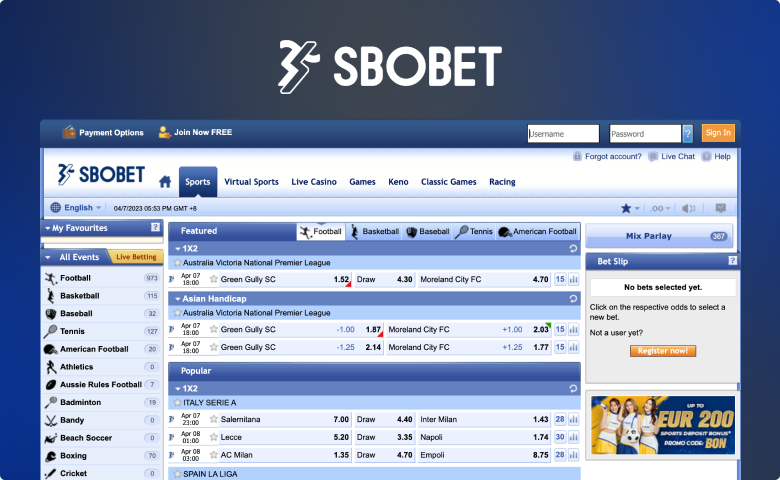 SBOBET
Payment Options Join Now FREE Username Password ? Sign In
Forgot account? Live Chat Help
SBOBET Sports Virtual Sports Live Casino Games Keno Classic Games Racing
English 04/7/2023 05:53 PM GMT +8 .00
My Favourites ?
All Events Live Betting
Football 973
Basketball 115
Baseball 32
Tennis 127
American Football 20
Athletics 0
Aussie Rules Football 7
Badminton 19
Bandy 0
Beach Soccer 0
Boxing 70
Cricket 0
Featured Football Basketball Baseball Tennis American Football
1X2
Australia Victoria National Premier League
Apr 07 18:00 Green Gully SC 1.52 Draw 4.30 Moreland City FC 4.70 15
Asian Handicap
Australia Victoria National Premier League
Apr 07 18:00 Green Gully SC -1.00 1.87 Moreland City FC +1.00 2.03 15
Apr 07 18:00 Green Gully SC -1.25 2.14 Moreland City FC +1.25 1.77 15
Popular
1X2
ITALY SERIE A
Apr 07 23:00 Salernitana 7.00 Draw 4.40 Inter Milan 1.43 28
Apr 08 01:00 Lecce 5.20 Draw 3.35 Napoli 1.74 30
Apr 08 03:00 AC Milan 1.35 Draw 4.70 Empoli 8.75 28
SPAIN LA LIGA
Mix Parlay 367
Bet Slip ?
No bets selected yet.
Click on the respective odds to select a
new bet.
Not a user yet?
Register now!
UP TO
EUR 200
SPORTS DEPOSIT BONUS*
PROMO CODE: BON